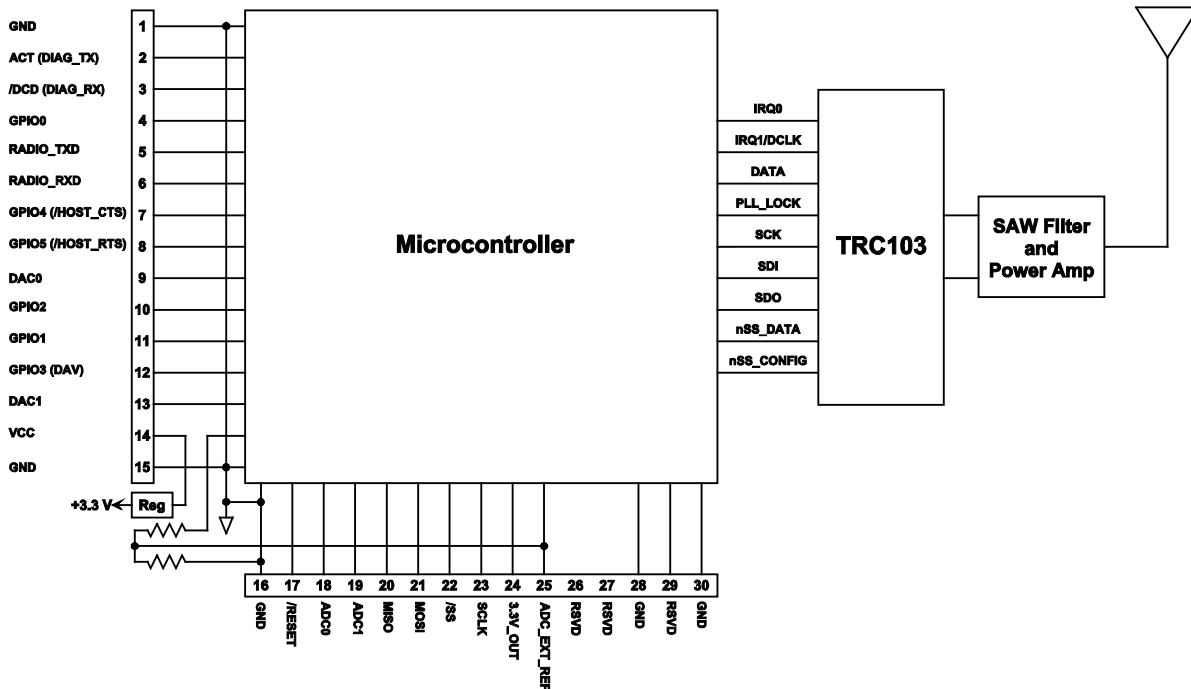 GND 1
ACT (DIAG_TX) 2
/DCD (DIAG_RX) 3
GPIO0 4
RADIO_TXD 5
RADIO_RXD 6
GPIO4 (/HOST_CTS) 7
GPIO5 (/HOST_RTS) 8
DAC0 9
GPIO2 10
GPIO1 11
GPIO3 (DAV) 12
DAC1 13
VCC 14
GND 15
+3.3 V
Reg
Microcontroller
IRQ0
IRQ1/DCLK
DATA
PLL_LOCK
SCK
SDI
SDO
nSS_DATA
nSS_CONFIG
TRC103
SAW Filter
and
Power Amp
16 17 18 19 20 21 22 23 24 25 26 27 28 29 30
GND
/RESET
ADC0
ADC1
MISO
MOSI
/SS
SCLK
3.3V_OUT
ADC_EXT_REF
RSVD
RSVD
GND
RSVD
GND